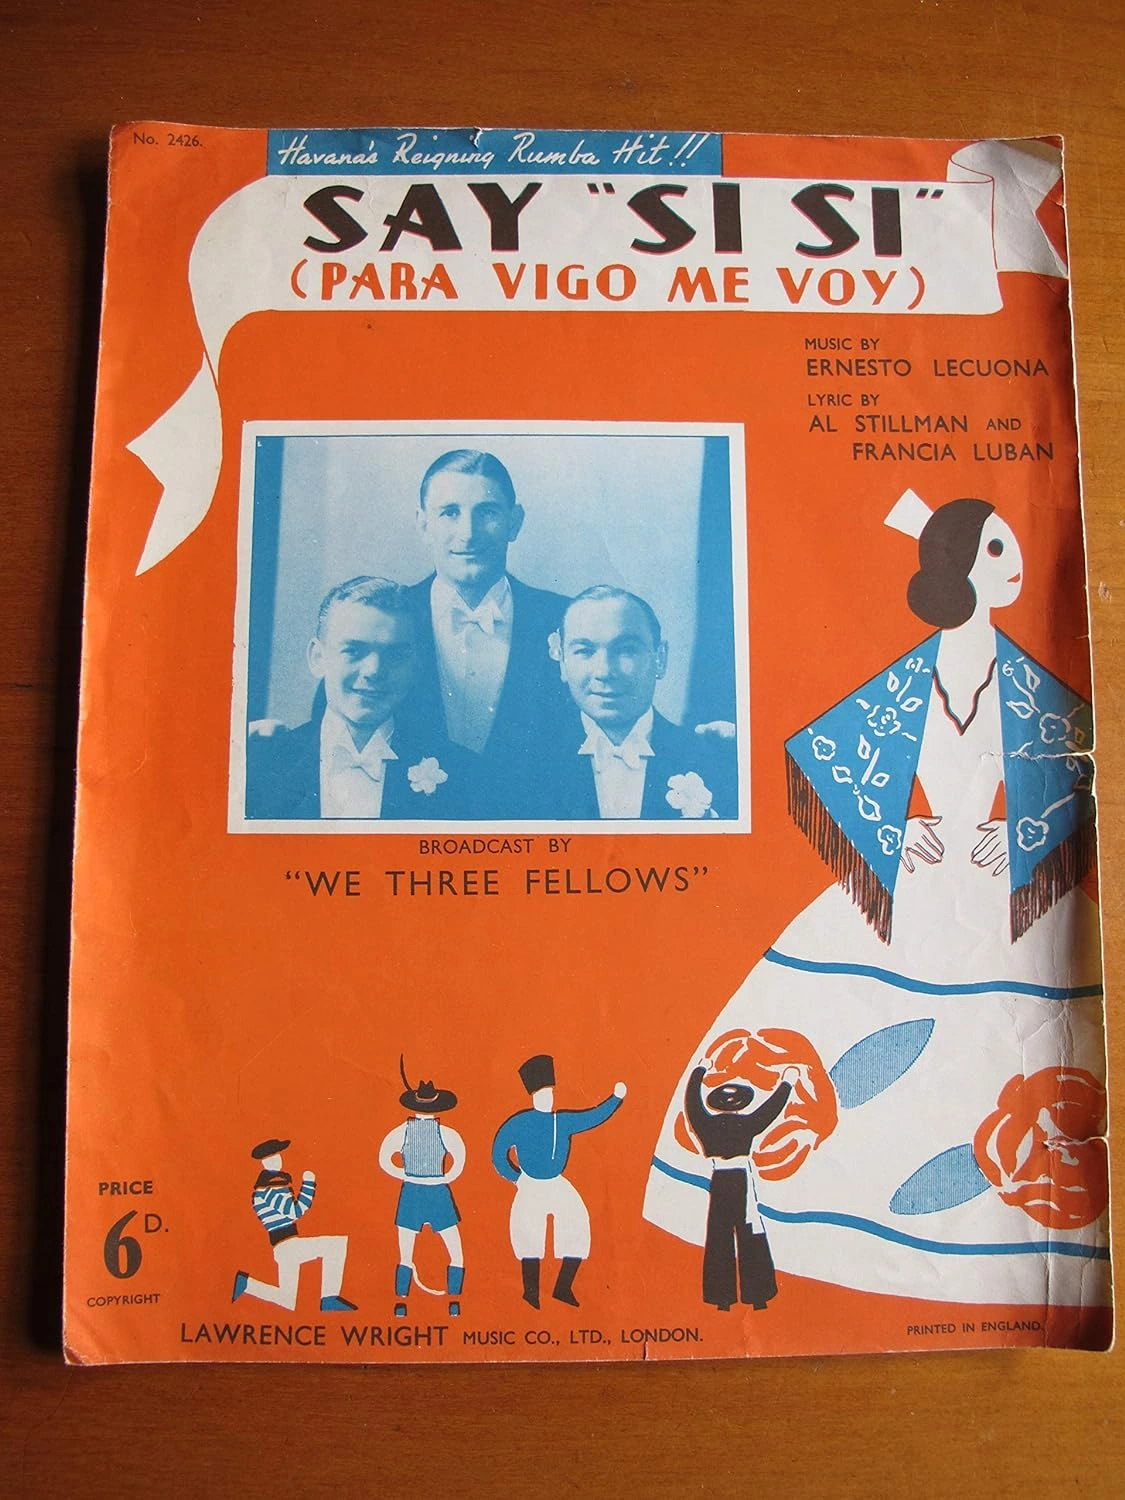 No. 2426.
Havana's Reigning Rumba Hit!!
SAY "SI SI"
(PARA VIGO ME VOY)
MUSIC BY
ERNESTO LECUONA
LYRIC BY
AL STILLMAN AND
FRANCIA LUBAN
BROADCAST BY
"WE THREE FELLOWS"
PRICE
6D.
COPYRIGHT
LAWRENCE WRIGHT MUSIC CO., LTD., LONDON.
PRINTED IN ENGLAND.